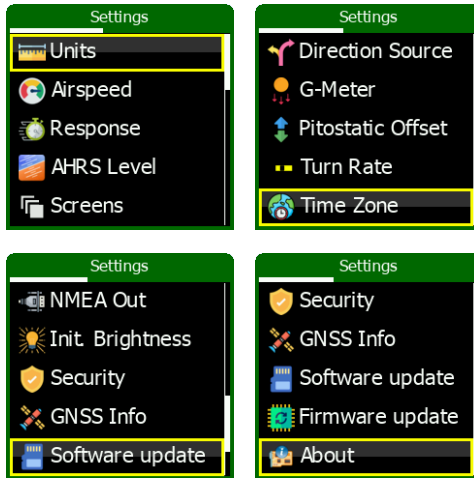 Settings
Units
Airspeed
Response
AHRS Level
Screens
Settings
Direction Source
G-Meter
Pitostatic Offset
Turn Rate
Time Zone
Settings
NMEA Out
Init. Brightness
Security
GNSS Info
Software update
Settings
Security
GNSS Info
Software update
Firmware update
About